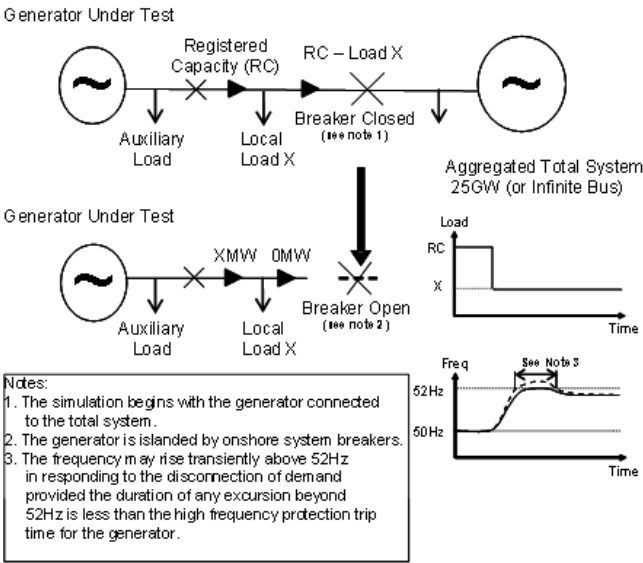 Generator Under Test
Registered
Capacity (RC)
RC – Load X
~
~
Auxiliary
Load
Local
Load X
Breaker Closed
(see note 1)
Aggregated Total System
25GW (or Infinite Bus)
Generator Under Test
XMW
0MW
~
Auxiliary
Load
Local
Load X
Breaker Open
(see note 2)
Load
RC
X
Time
Freq
See Note 3
52Hz
50Hz
Time
Notes:
1. The simulation begins with the generator connected
to the total system.
2. The generator is islanded by onshore system breakers.
3. The frequency may rise transiently above 52Hz
in responding to the disconnection of demand
provided the duration of any excursion beyond
52Hz is less than the high frequency protection trip
time for the generator.